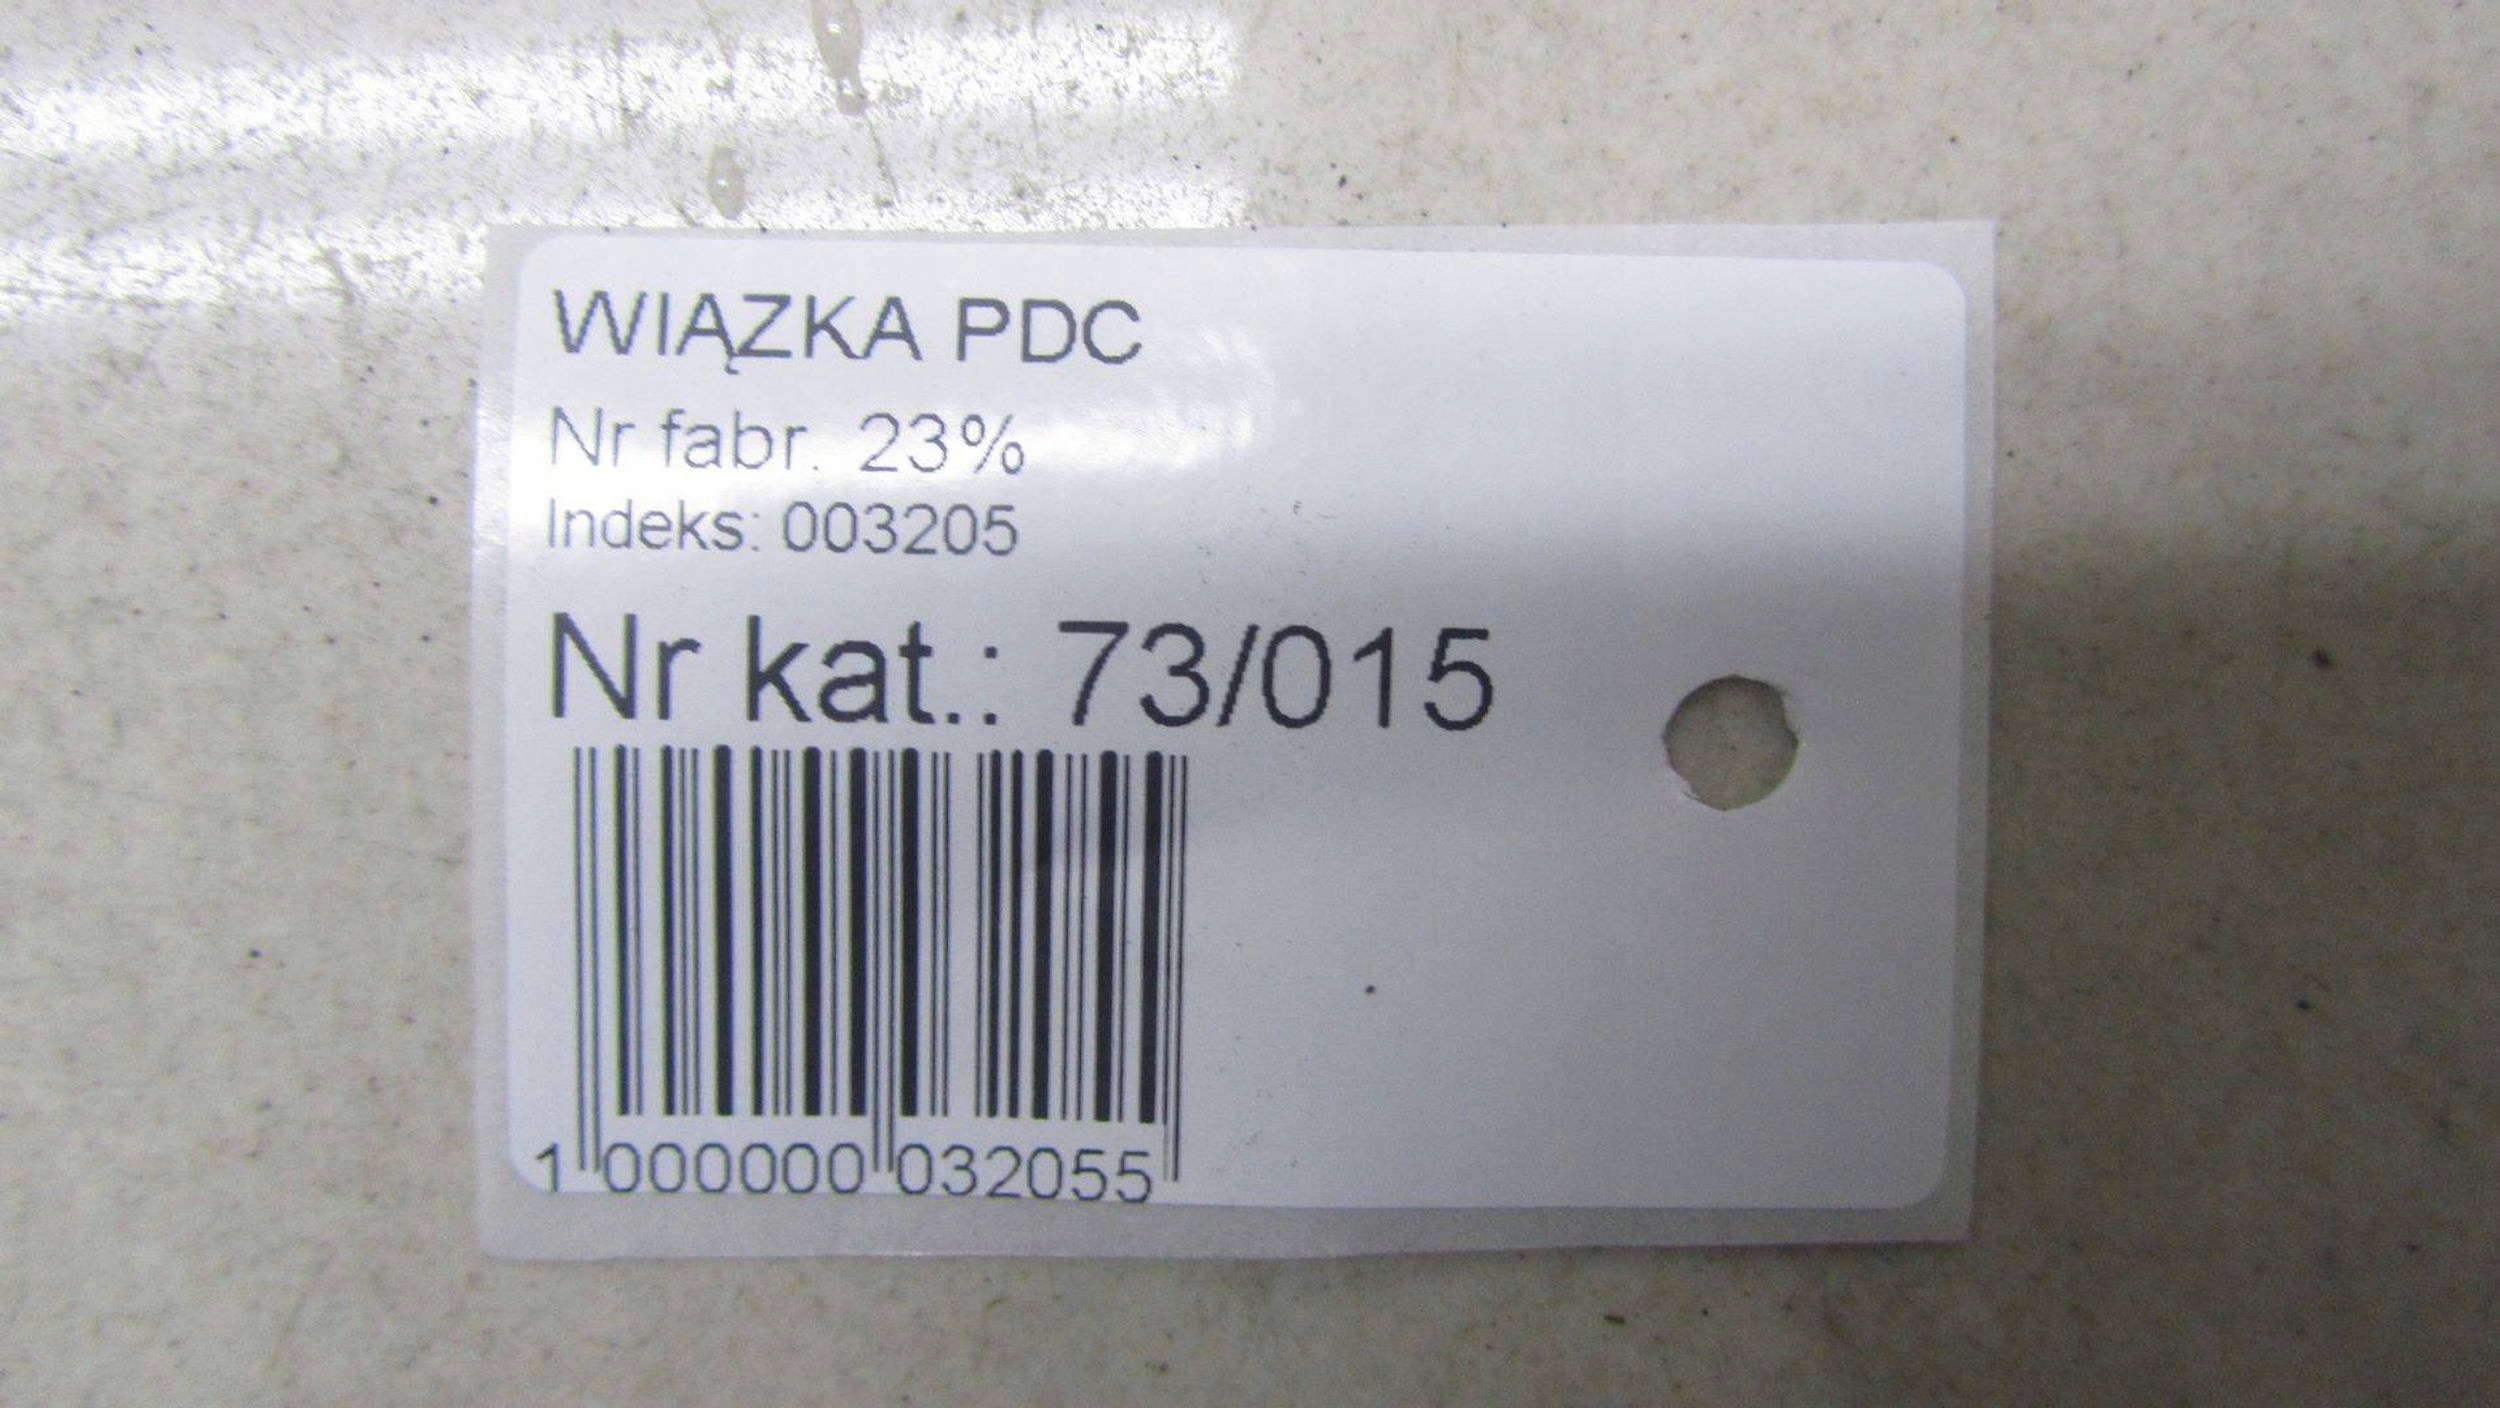 WIĄZKA PDC
Nr fabr. 23%
Indeks: 003205
Nr kat.: 73/015
1 000000 032055